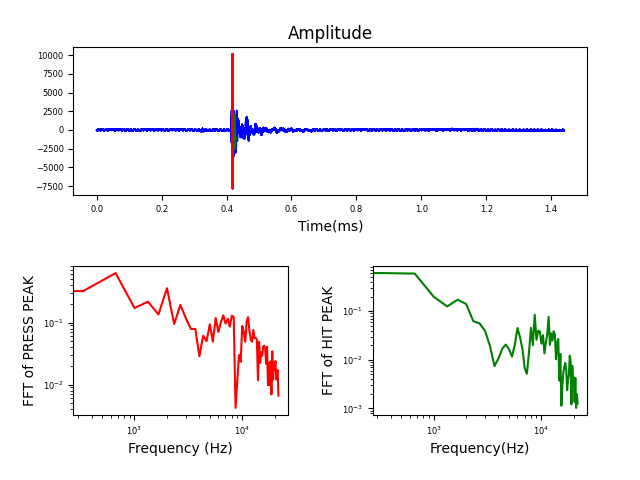 Amplitude
10000
7500
5000
2500
0
−2500
−5000
−7500
0.0 0.2 0.4 0.6 0.8 1.0 1.2 1.4
Time(ms)
FFT of PRESS PEAK
10⁻¹
10⁻²
10³ 10⁴
Frequency (Hz)
FFT of HIT PEAK
10⁻¹
10⁻²
10⁻³
10³ 10⁴
Frequency(Hz)